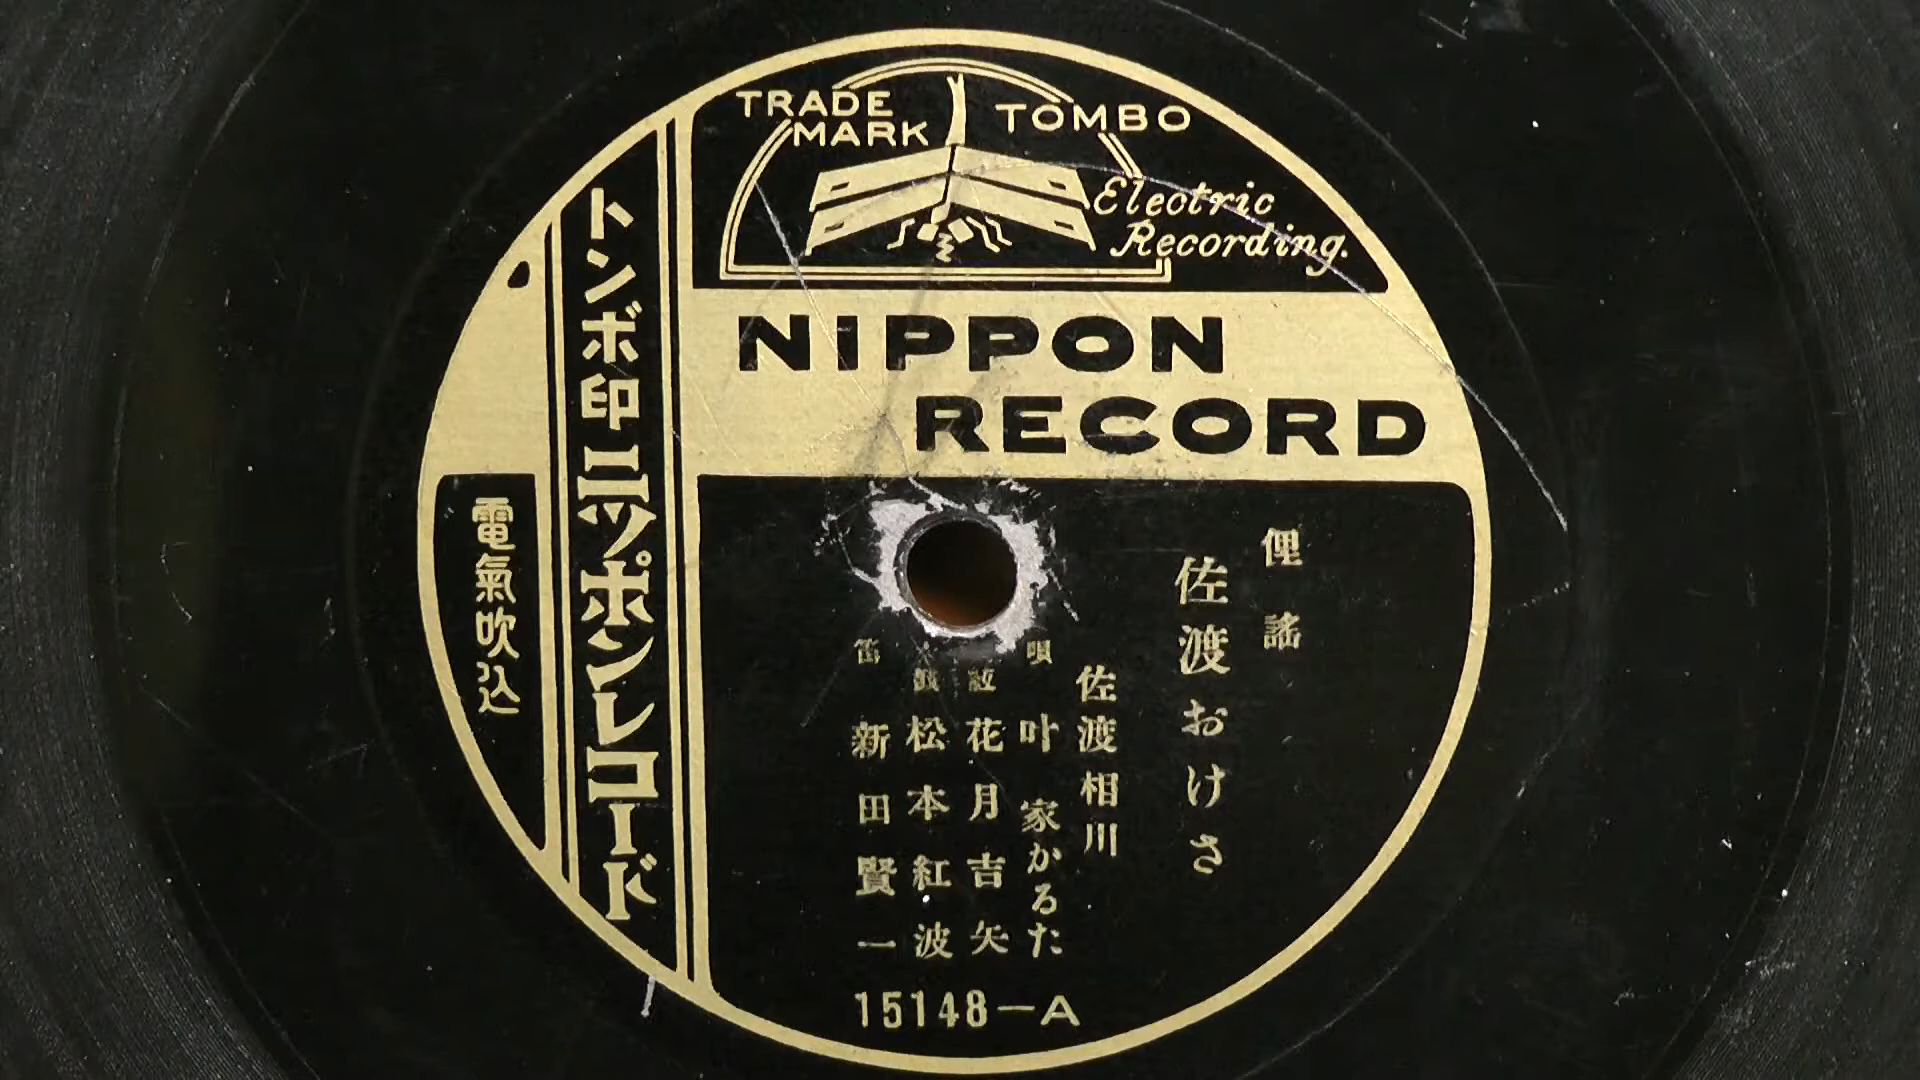 TRADE MARK
TOMBO
Electric
Recording.
NIPPON
RECORD
トンボ印ニッポンレコード
電氣吹込
俚謡
佐渡おけさ
佐渡相川
唄 叶家かるた
絃 花月吉矢
鼓 松本紅波
笛 新田賢一
15148-A